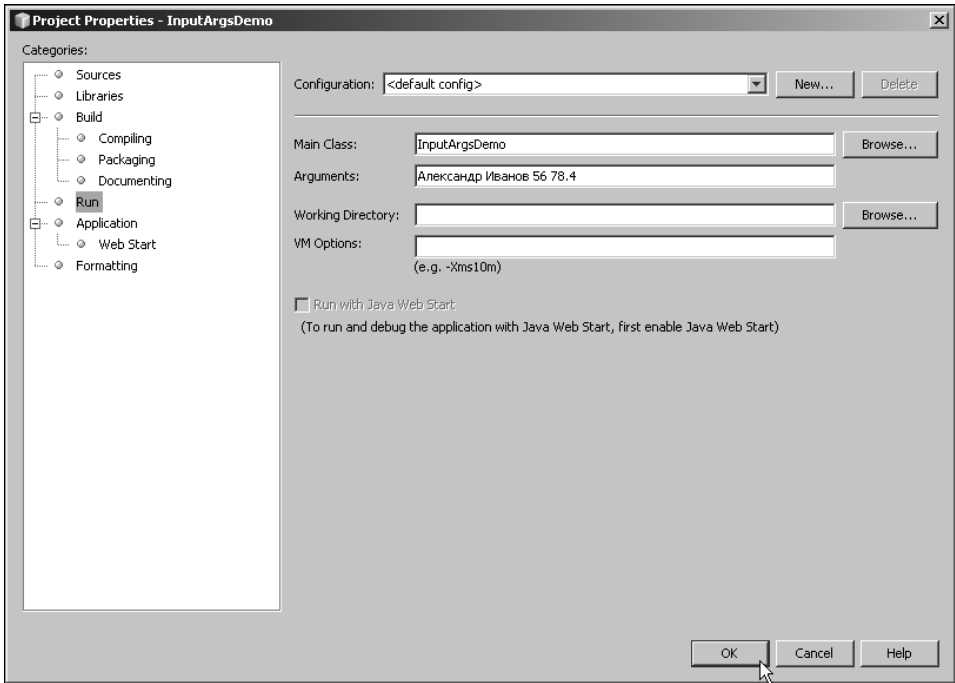 Project Properties - InputArgsDemo
Categories:
Sources
Libraries
Build
Compiling
Packaging
Documenting
Run
Application
Web Start
Formatting
Configuration: <default config> New... Delete
Main Class: InputArgsDemo Browse...
Arguments: Александр Иванов 56 78.4
Working Directory: Browse...
VM Options:
(e.g. -Xms10m)
Run with Java Web Start
(To run and debug the application with Java Web Start, first enable Java Web Start)
OK Cancel Help